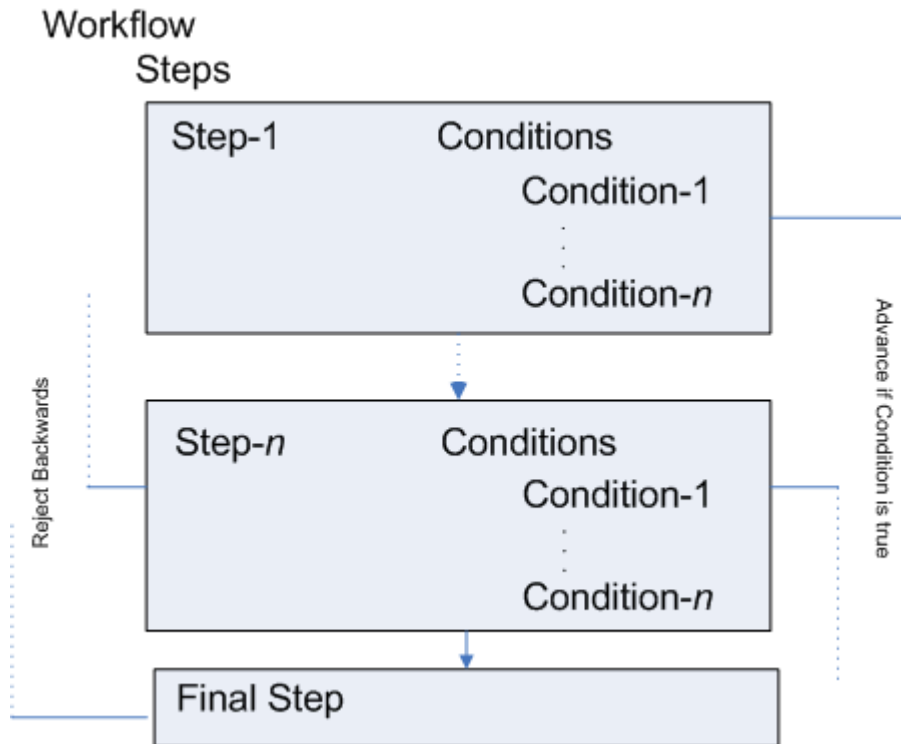 Workflow
Steps
Step-1 Conditions
Condition-1
Condition-n
Advance if Condition is true
Reject Backwards
Step-n Conditions
Condition-1
Condition-n
Final Step